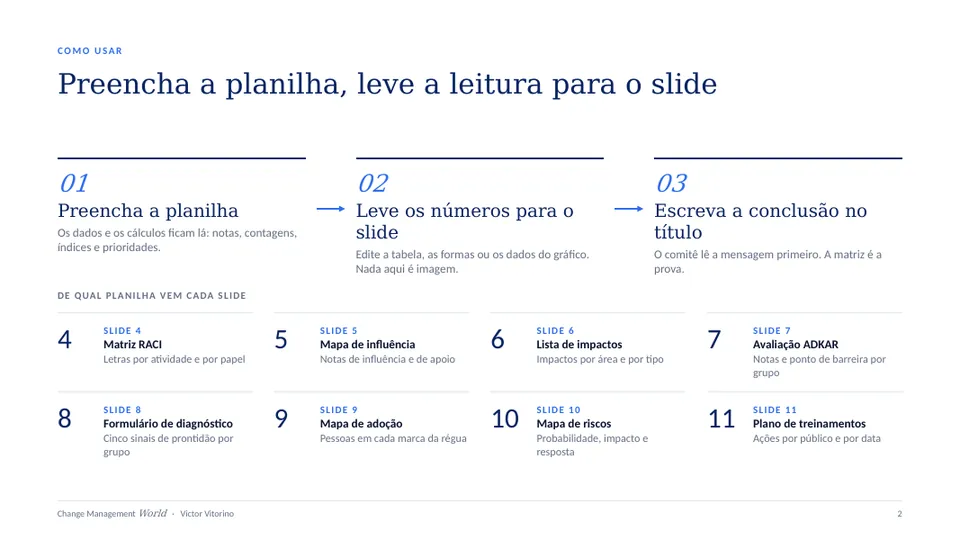 COMO USAR
Preencha a planilha, leve a leitura para o slide
01
Preencha a planilha
Os dados e os cálculos ficam lá: notas, contagens,
índices e prioridades.
02
Leve os números para o
slide
Edite a tabela, as formas ou os dados do gráfico.
Nada aqui é imagem.
03
Escreva a conclusão no
título
O comitê lê a mensagem primeiro. A matriz é a
prova.
DE QUAL PLANILHA VEM CADA SLIDE
4
SLIDE 4
Matriz RACI
Letras por atividade e por papel
5
SLIDE 5
Mapa de influência
Notas de influência e de apoio
6
SLIDE 6
Lista de impactos
Impactos por área e por tipo
7
SLIDE 7
Avaliação ADKAR
Notas e ponto de barreira por
grupo
8
SLIDE 8
Formulário de diagnóstico
Cinco sinais de prontidão por
grupo
9
SLIDE 9
Mapa de adoção
Pessoas em cada marca da régua
10
SLIDE 10
Mapa de riscos
Probabilidade, impacto e
resposta
11
SLIDE 11
Plano de treinamentos
Ações por público e por data
Change Management World · Víctor Vitorino
2